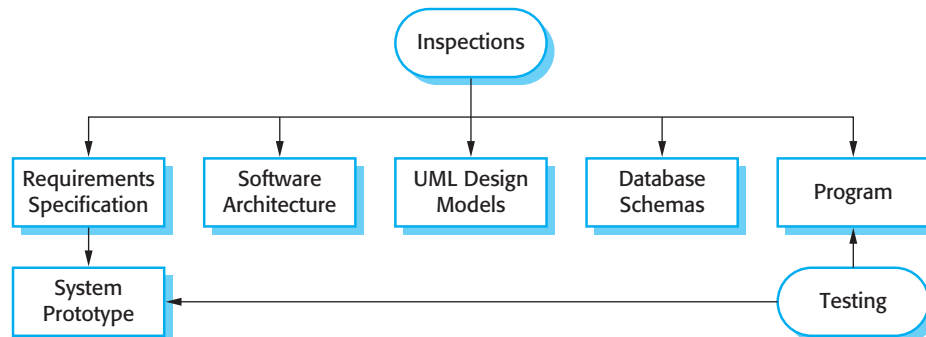 Inspections
Requirements
Specification
Software
Architecture
UML Design
Models
Database
Schemas
Program
System
Prototype
Testing